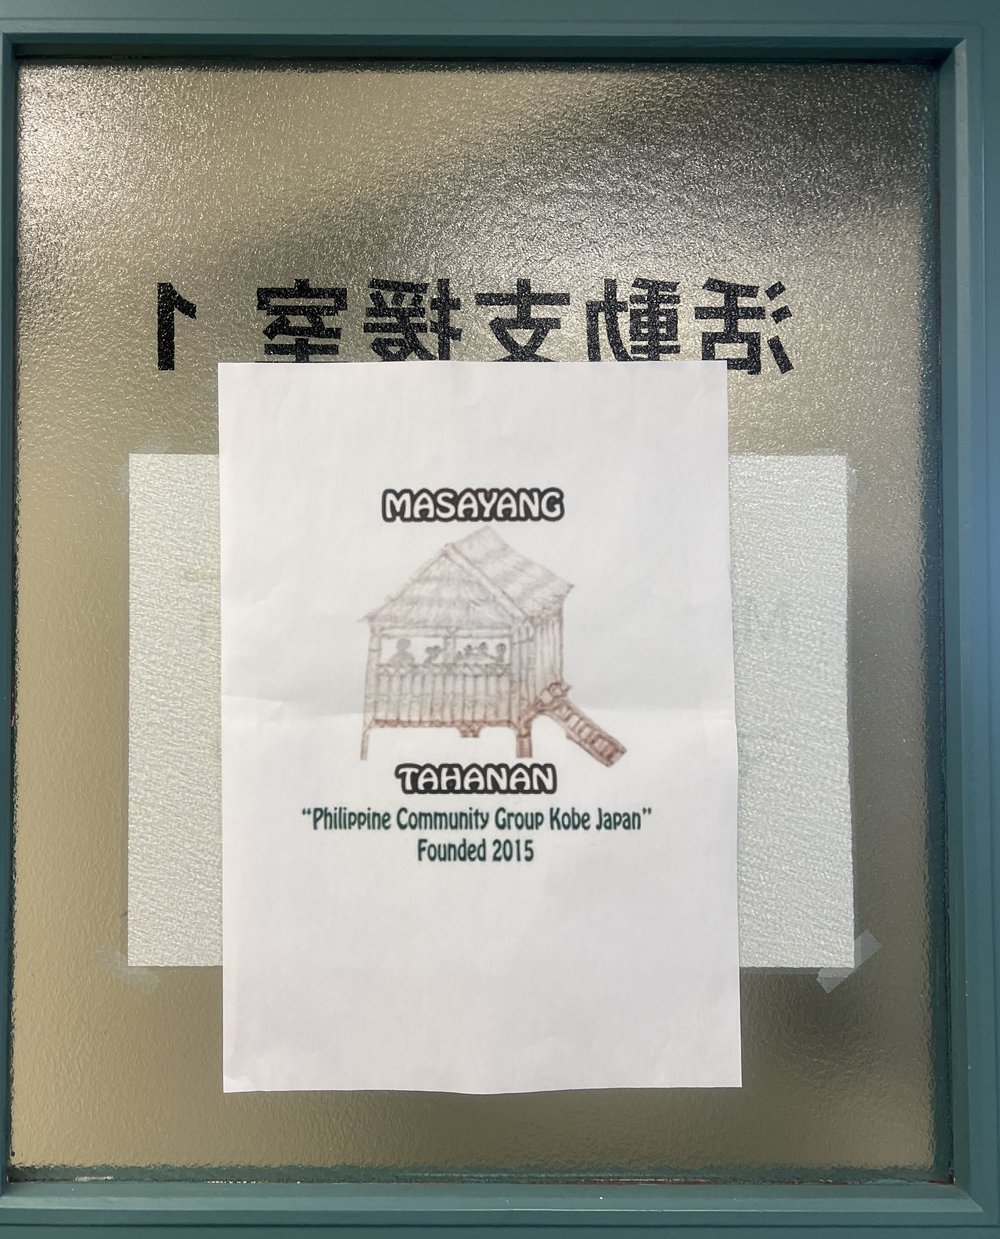 活動支援室 1
MASAYANG
TAHANAN
“Philippine Community Group Kobe Japan”
Founded 2015